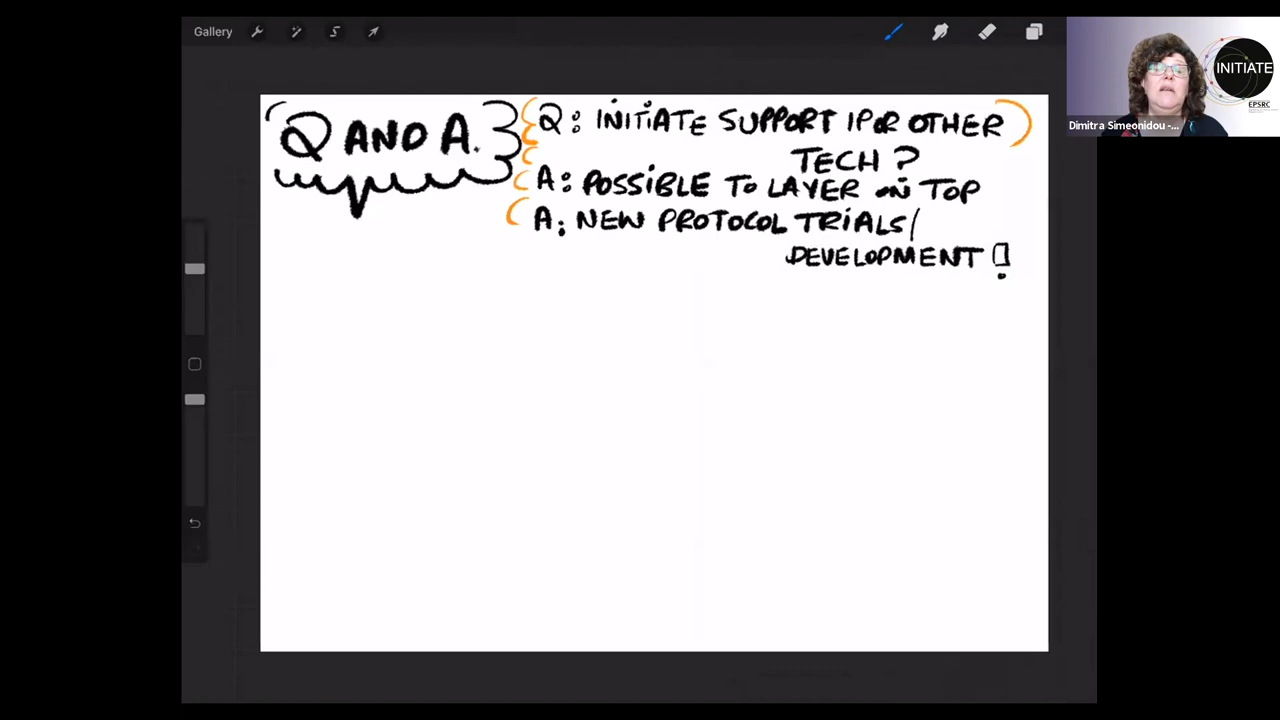 Gallery
Q AND A.
Q: INITIATE SUPPORT IP OR OTHER
TECH?
A: POSSIBLE TO LAYER ON TOP
A: NEW PROTOCOL TRIALS/
DEVELOPMENT!
INITIATE
EPSRC
Dimitra Simeonidou -...